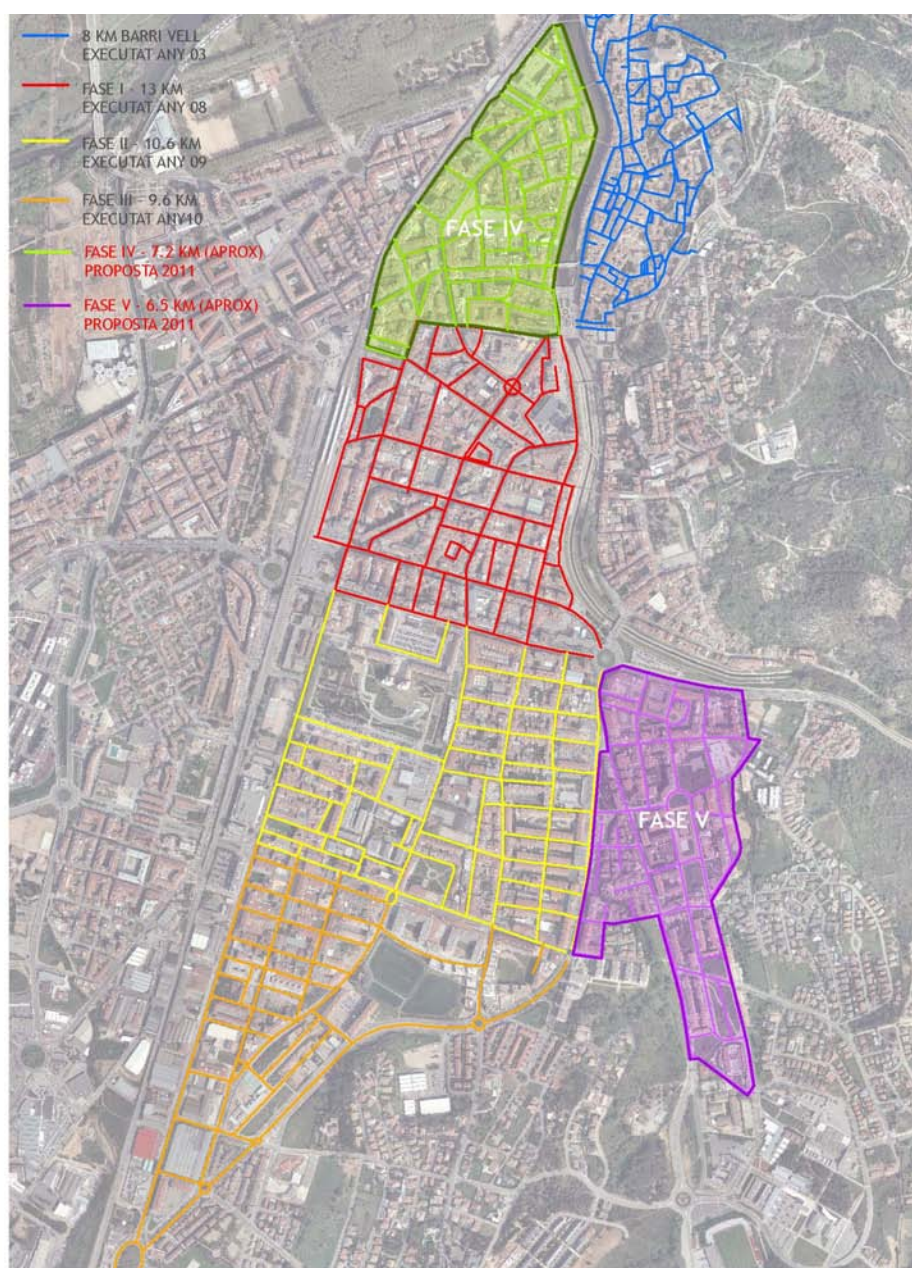 8 KM BARRI VELL
EXECUTAT ANY 03
FASE I - 13 KM
EXECUTAT ANY 08
FASE II - 10.6 KM
EXECUTAT ANY 09
FASE III - 9.6 KM
EXECUTAT ANY10
FASE IV - 7.2 KM (APROX)
PROPOSTA 2011
FASE V - 6.5 KM (APROX)
PROPOSTA 2011
FASE IV
FASE V